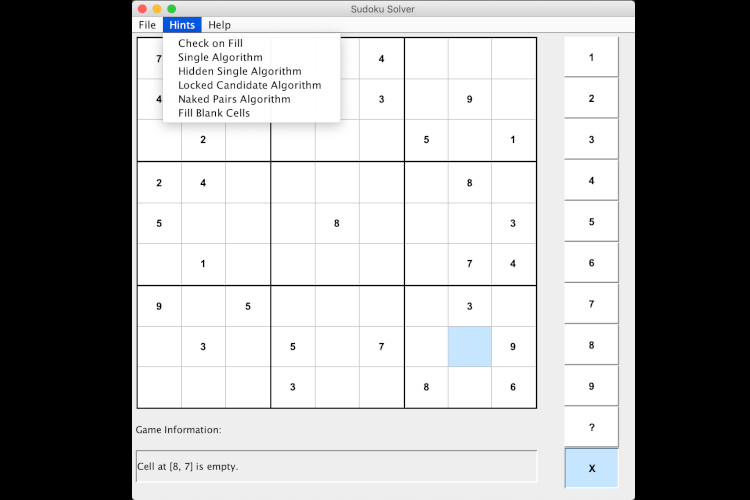 Sudoku Solver
File Hints Help
Check on Fill
Single Algorithm
Hidden Single Algorithm
Locked Candidate Algorithm
Naked Pairs Algorithm
Fill Blank Cells
7 4 1
4 3 9 2
2 5 1 3
2 4 8 4
5 8 3 5
1 7 4 6
9 5 3 7
3 5 7 9 8
3 8 6 9
Game Information:
?
Cell at [8, 7] is empty.
X